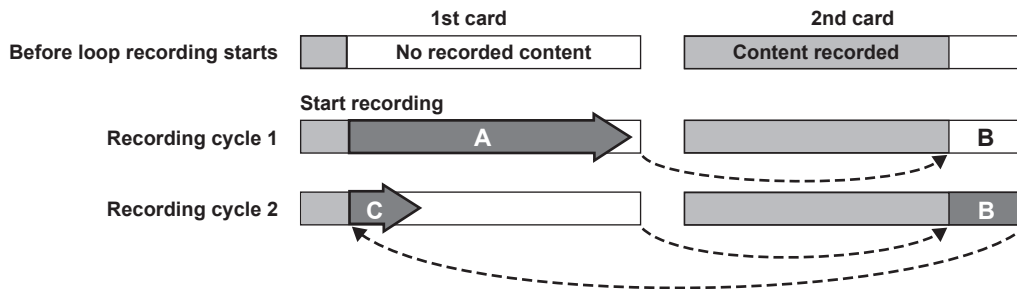 1st card 2nd card
Before loop recording starts No recorded content Content recorded
Start recording
Recording cycle 1 A B
Recording cycle 2 C B